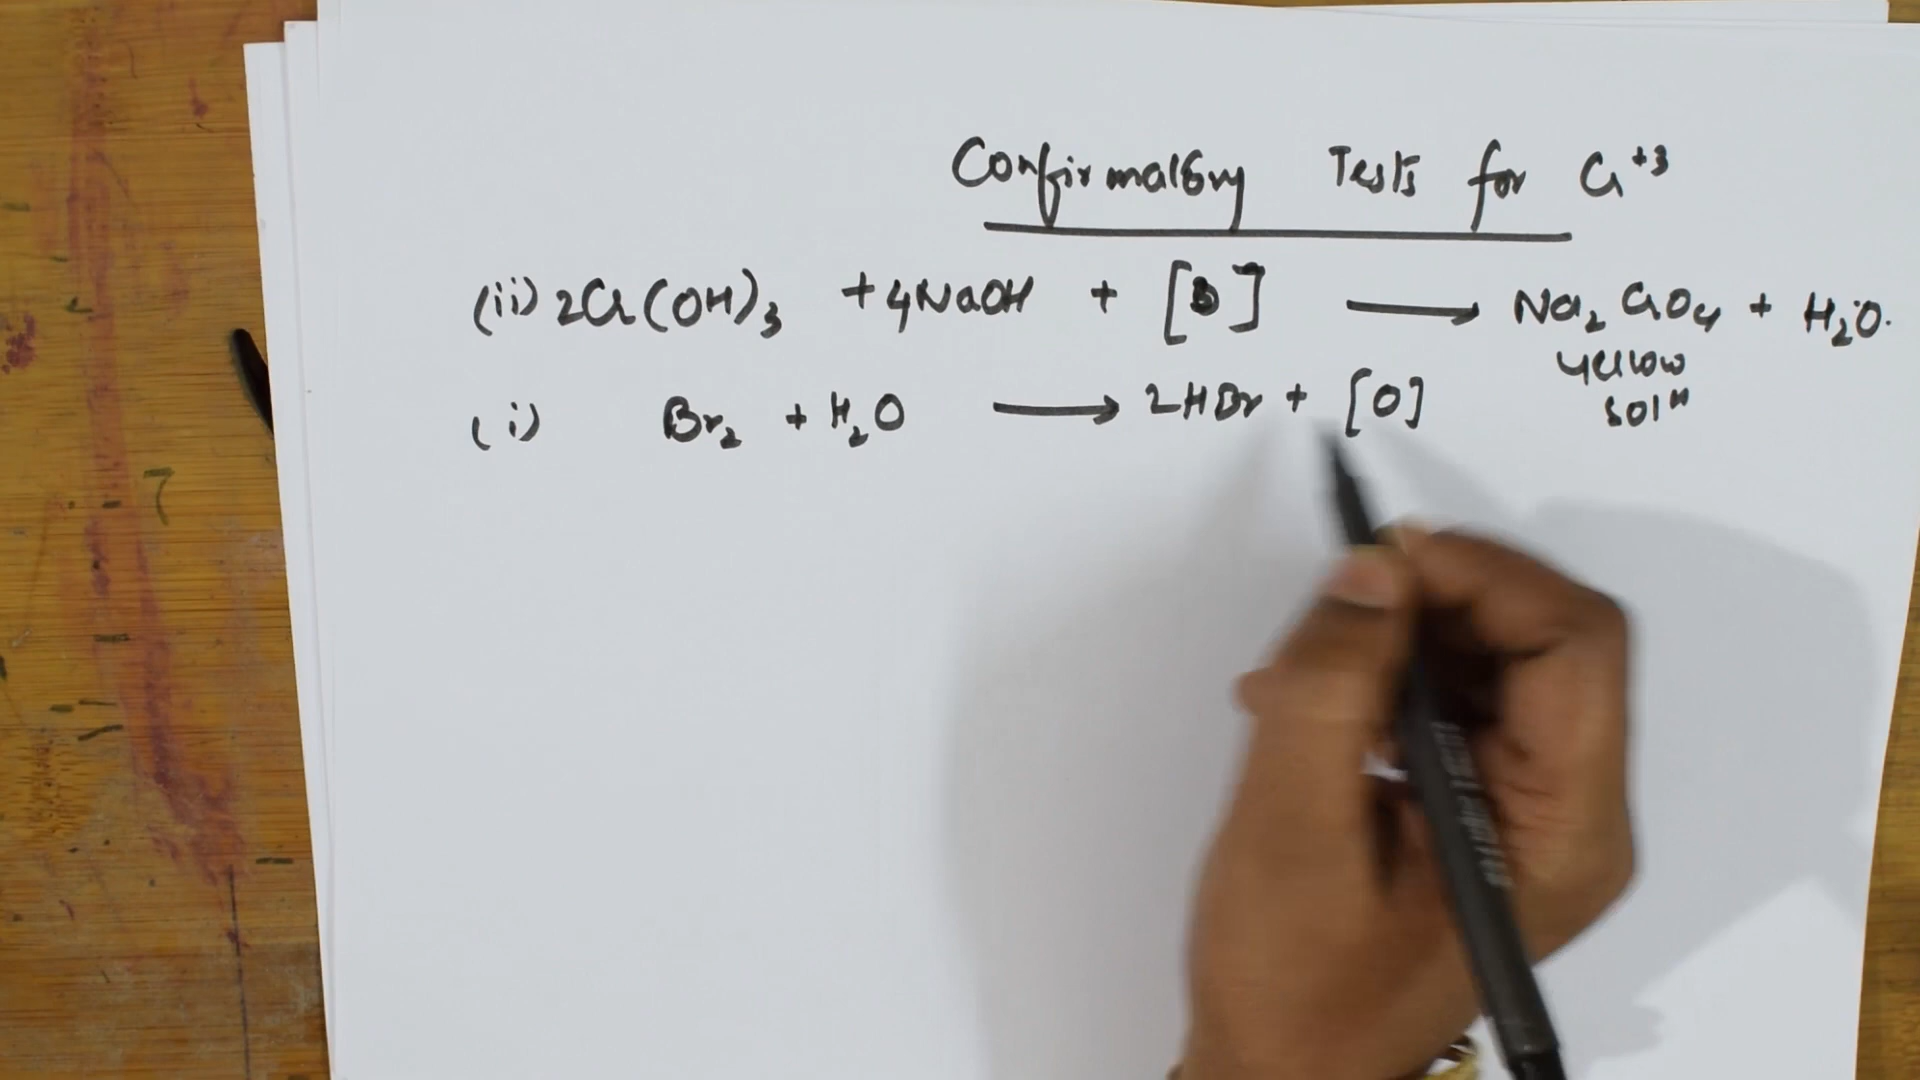 Confirmatory Tests for Cr⁺³
(ii) 2Cr(OH)₃ + 4NaOH + [O] ⟶ Na₂CrO₄ + H₂O.
yellow
solⁿ
(i) Br₂ + H₂O ⟶ 2HBr + [O]